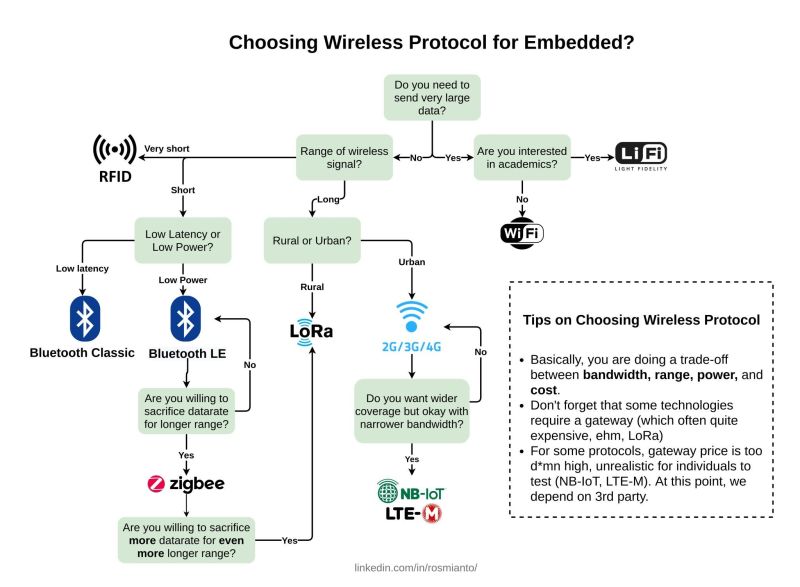 Choosing Wireless Protocol for Embedded?
Do you need to
send very large
data?
Very short
RFID
Range of wireless
signal?
No
Yes
Are you interested
in academics?
Yes
LiFi
LIGHT FIDELITY
Short
Long
No
WiFi
Low Latency or
Low Power?
Rural or Urban?
Low latency
Low Power
Rural
Urban
Bluetooth Classic
Bluetooth LE
LoRa
2G/3G/4G
No
No
Are you willing to
sacrifice datarate
for longer range?
Do you want wider
coverage but okay with
narrower bandwidth?
Yes
Yes
zigbee
NB-IoT
LTE-M
Are you willing to sacrifice
more datarate for even
more longer range?
Yes
Tips on Choosing Wireless Protocol
• Basically, you are doing a trade-off
between bandwidth, range, power, and
cost.
• Don't forget that some technologies
require a gateway (which often quite
expensive, ehm, LoRa)
• For some protocols, gateway price is too
d*mn high, unrealistic for individuals to
test (NB-IoT, LTE-M). At this point, we
depend on 3rd party.
linkedin.com/in/rosmianto/